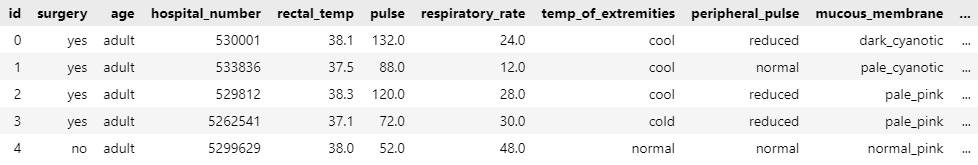 id surgery age hospital_number rectal_temp pulse respiratory_rate temp_of_extremities peripheral_pulse mucous_membrane ...
0 yes adult 530001 38.1 132.0 24.0 cool reduced dark_cyanotic ...
1 yes adult 533836 37.5 88.0 12.0 cool normal pale_cyanotic ...
2 yes adult 529812 38.3 120.0 28.0 cool reduced pale_pink ...
3 yes adult 5262541 37.1 72.0 30.0 cold reduced pale_pink ...
4 no adult 5299629 38.0 52.0 48.0 normal normal normal_pink ...